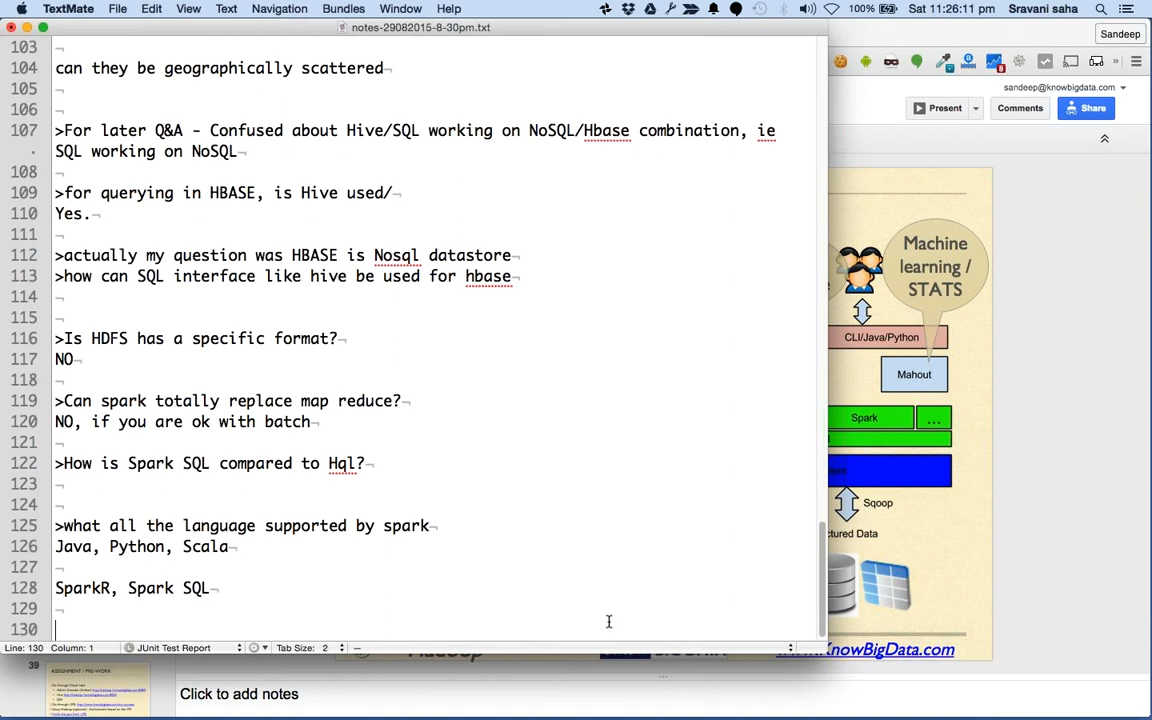 TextMate File Edit View Text Navigation Bundles Window Help 100% Sat 11:26:11 pm Sravani saha
notes-29082015-8-30pm.txt
Sandeep
sandeep@knowbigdata.com
Present Comments Share
103
104 can they be geographically scattered
105
106
107 >For later Q&A - Confused about Hive/SQL working on NoSQL/Hbase combination, ie
SQL working on NoSQL
108
109 >for querying in HBASE, is Hive used/
110 Yes.
111
112 >actually my question was HBASE is Nosql datastore
113 >how can SQL interface like hive be used for hbase
114
115
116 >Is HDFS has a specific format?
117 NO
118
119 >Can spark totally replace map reduce?
120 NO, if you are ok with batch
121
122 >How is Spark SQL compared to Hql?
123
124
125 >what all the language supported by spark
126 Java, Python, Scala
127
128 SparkR, Spark SQL
129
130
Line: 130 Column: 1 JUnit Test Report Tab Size: 2
Machine
learning /
STATS
CLI/Java/Python
Mahout
Spark ...
Sqoop
ctured Data
KnowBigData.com
39
ASSIGNMENT / PRE-WORK
Click to add notes